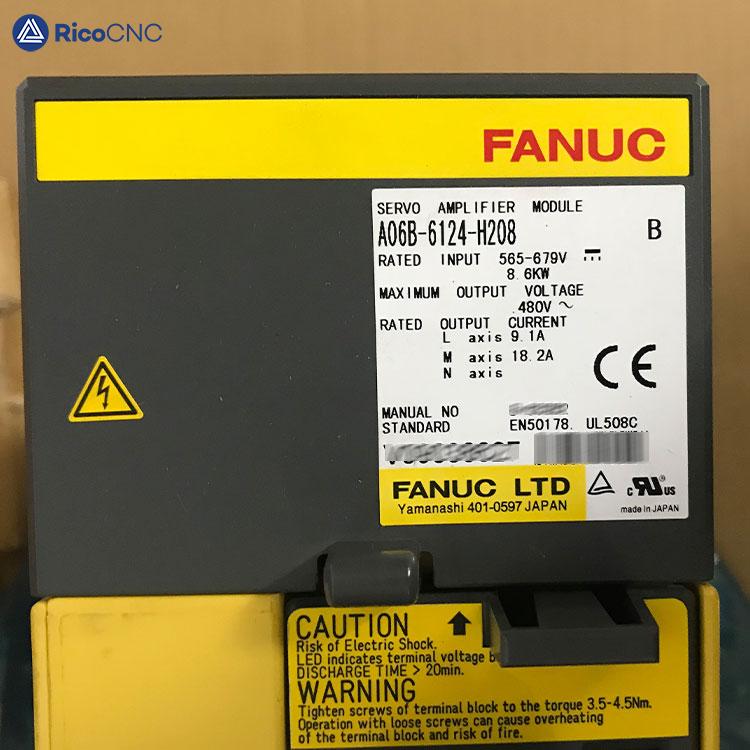 RicoCNC
FANUC
SERVO AMPLIFIER MODULE
A06B-6124-H208 B
RATED INPUT 565-679V
8.6KW
MAXIMUM OUTPUT VOLTAGE
480V ~
RATED OUTPUT CURRENT
L axis 9.1A
M axis 18.2A
N axis
CE
MANUAL NO
STANDARD EN50178. UL508C
FANUC LTD
Yamanashi 401-0597 JAPAN
c RU US
made in JAPAN
CAUTION
Risk of Electric Shock.
LED indicates terminal voltage
DISCHARGE TIME > 20min.
WARNING
Tighten screws of terminal block to the torque 3.5-4.5Nm.
Operation with loose screws can cause overheating
of the terminal block and risk of fire.